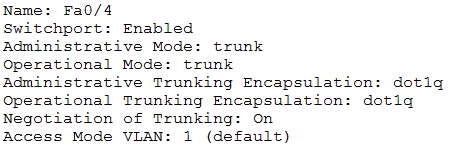 Name: Fa0/4
Switchport: Enabled
Administrative Mode: trunk
Operational Mode: trunk
Administrative Trunking Encapsulation: dot1q
Operational Trunking Encapsulation: dot1q
Negotiation of Trunking: On
Access Mode VLAN: 1 (default)